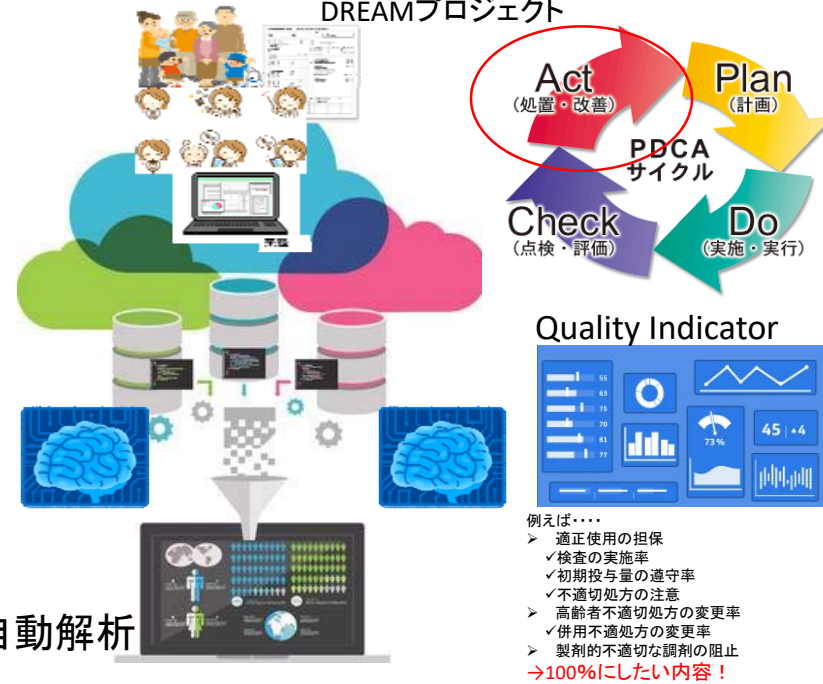 DREAMプロジェクト
Act
(処置・改善)
Plan
(計画)
PDCA
サイクル
Check
(点検・評価)
Do
(実施・実行)
Quality Indicator
55
63
75
70
81
77
73%
45 ▲4
例えば・・・・
➢ 適正使用の担保
✓検査の実施率
✓初期投与量の遵守率
✓不適切処方の注意
➢ 高齢者不適切処方の変更率
✓併用不適処方の変更率
➢ 製剤的不適切な調剤の阻止
→100%にしたい内容！
自動解析